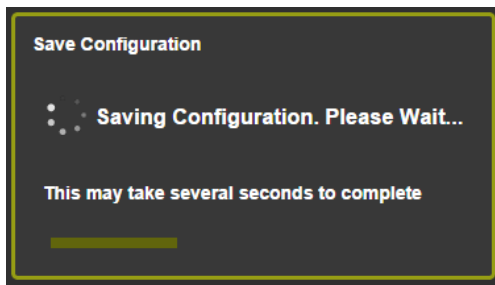 Save Configuration
Saving Configuration. Please Wait...
This may take several seconds to complete